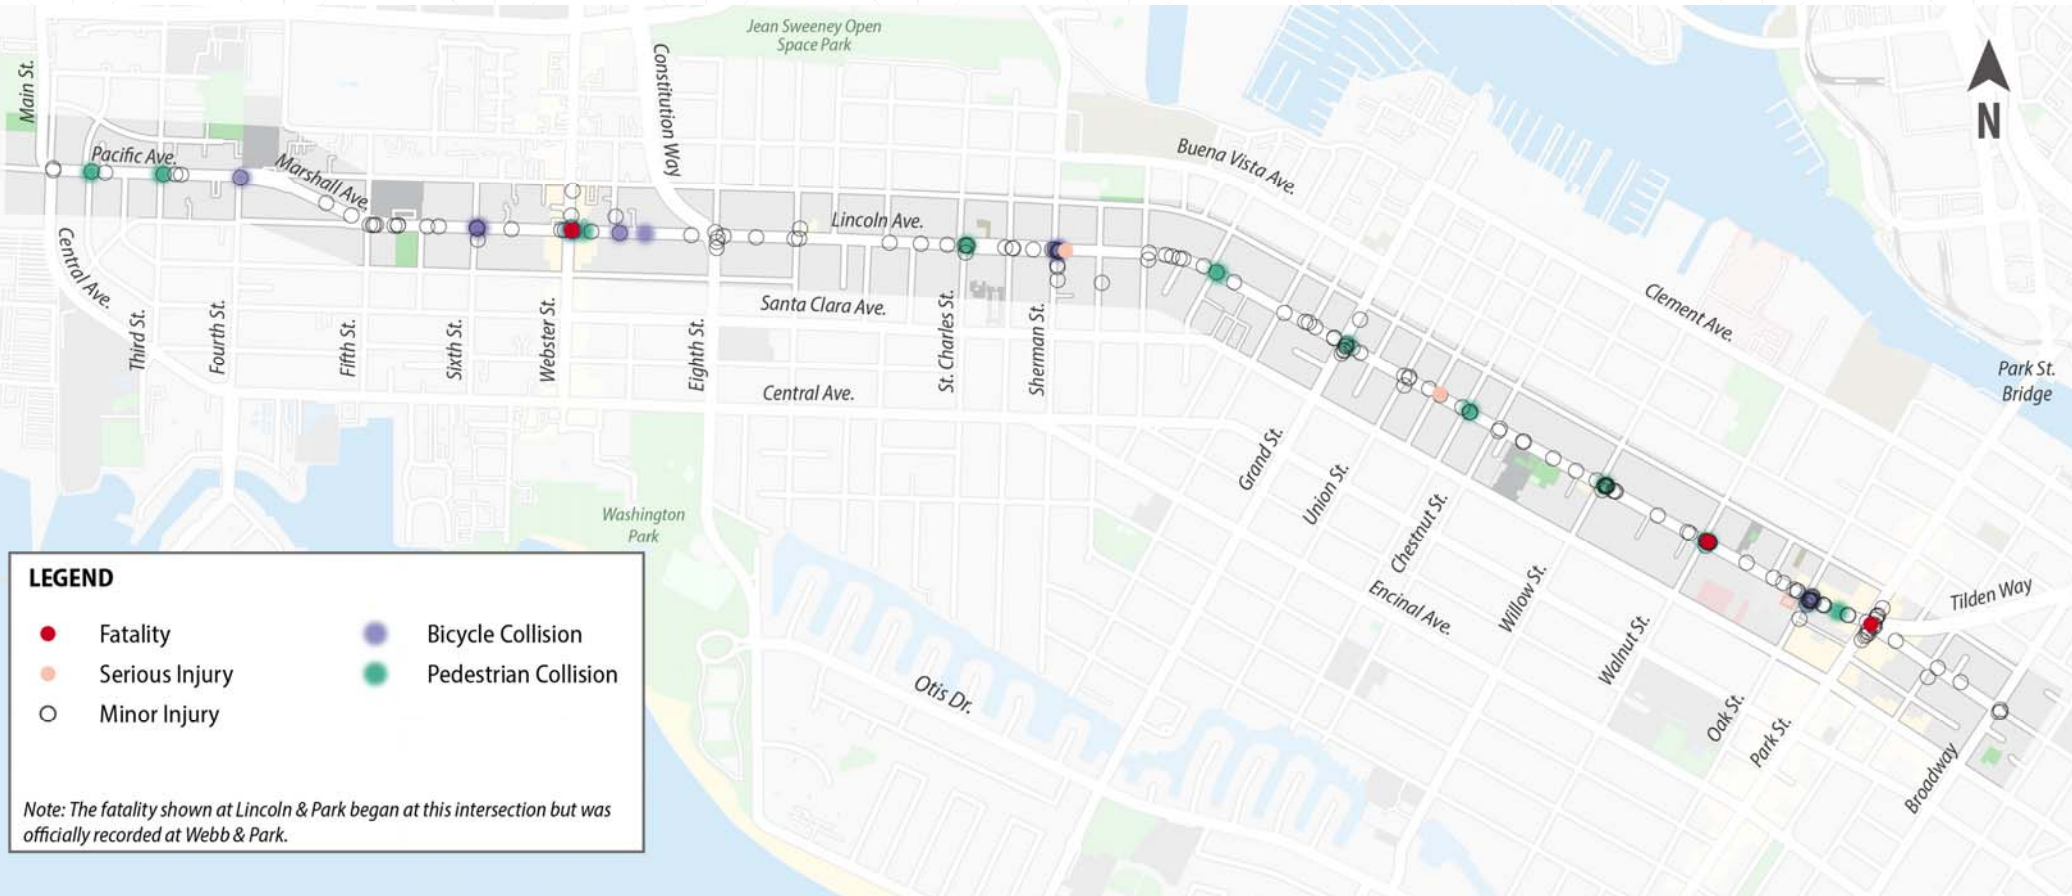 Jean Sweeney Open
Space Park
Main St.
Constitution Way
N
Pacific Ave.
Marshall Ave.
Buena Vista Ave.
Lincoln Ave.
Central Ave.
Santa Clara Ave.
Clement Ave.
Third St.
Fourth St.
Fifth St.
Sixth St.
Webster St.
Eighth St.
St. Charles St.
Sherman St.
Park St.
Bridge
Central Ave.
Grand St.
Union St.
Chestnut St.
Washington
Park
Encinal Ave.
Willow St.
Walnut St.
Tilden Way
Oak St.
Park St.
Broadway
Otis Dr.
LEGEND
Fatality
Bicycle Collision
Serious Injury
Pedestrian Collision
Minor Injury
Note: The fatality shown at Lincoln & Park began at this intersection but was
officially recorded at Webb & Park.